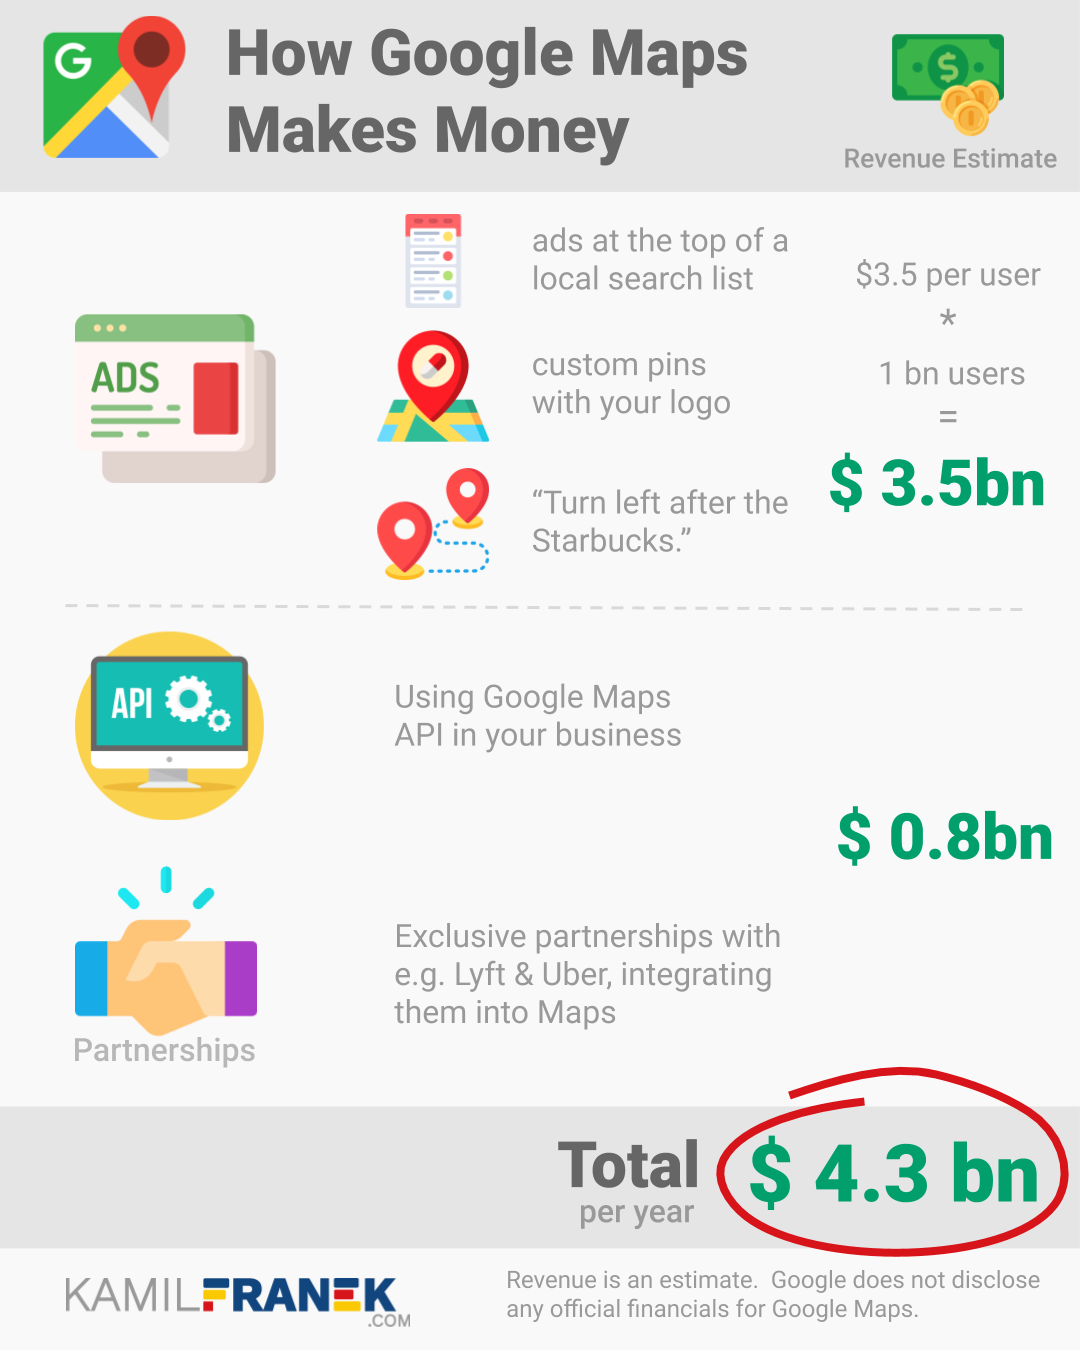 G
How Google Maps
Makes Money
$
Revenue Estimate
ads at the top of a
local search list
$3.5 per user
*
1 bn users
=
$ 3.5bn
ADS
custom pins
with your logo
“Turn left after the
Starbucks.”
API
Using Google Maps
API in your business
$ 0.8bn
Exclusive partnerships with
e.g. Lyft & Uber, integrating
them into Maps
Partnerships
Total
per year
$ 4.3 bn
KAMILFRANEK
.COM
Revenue is an estimate.  Google does not disclose
any official financials for Google Maps.